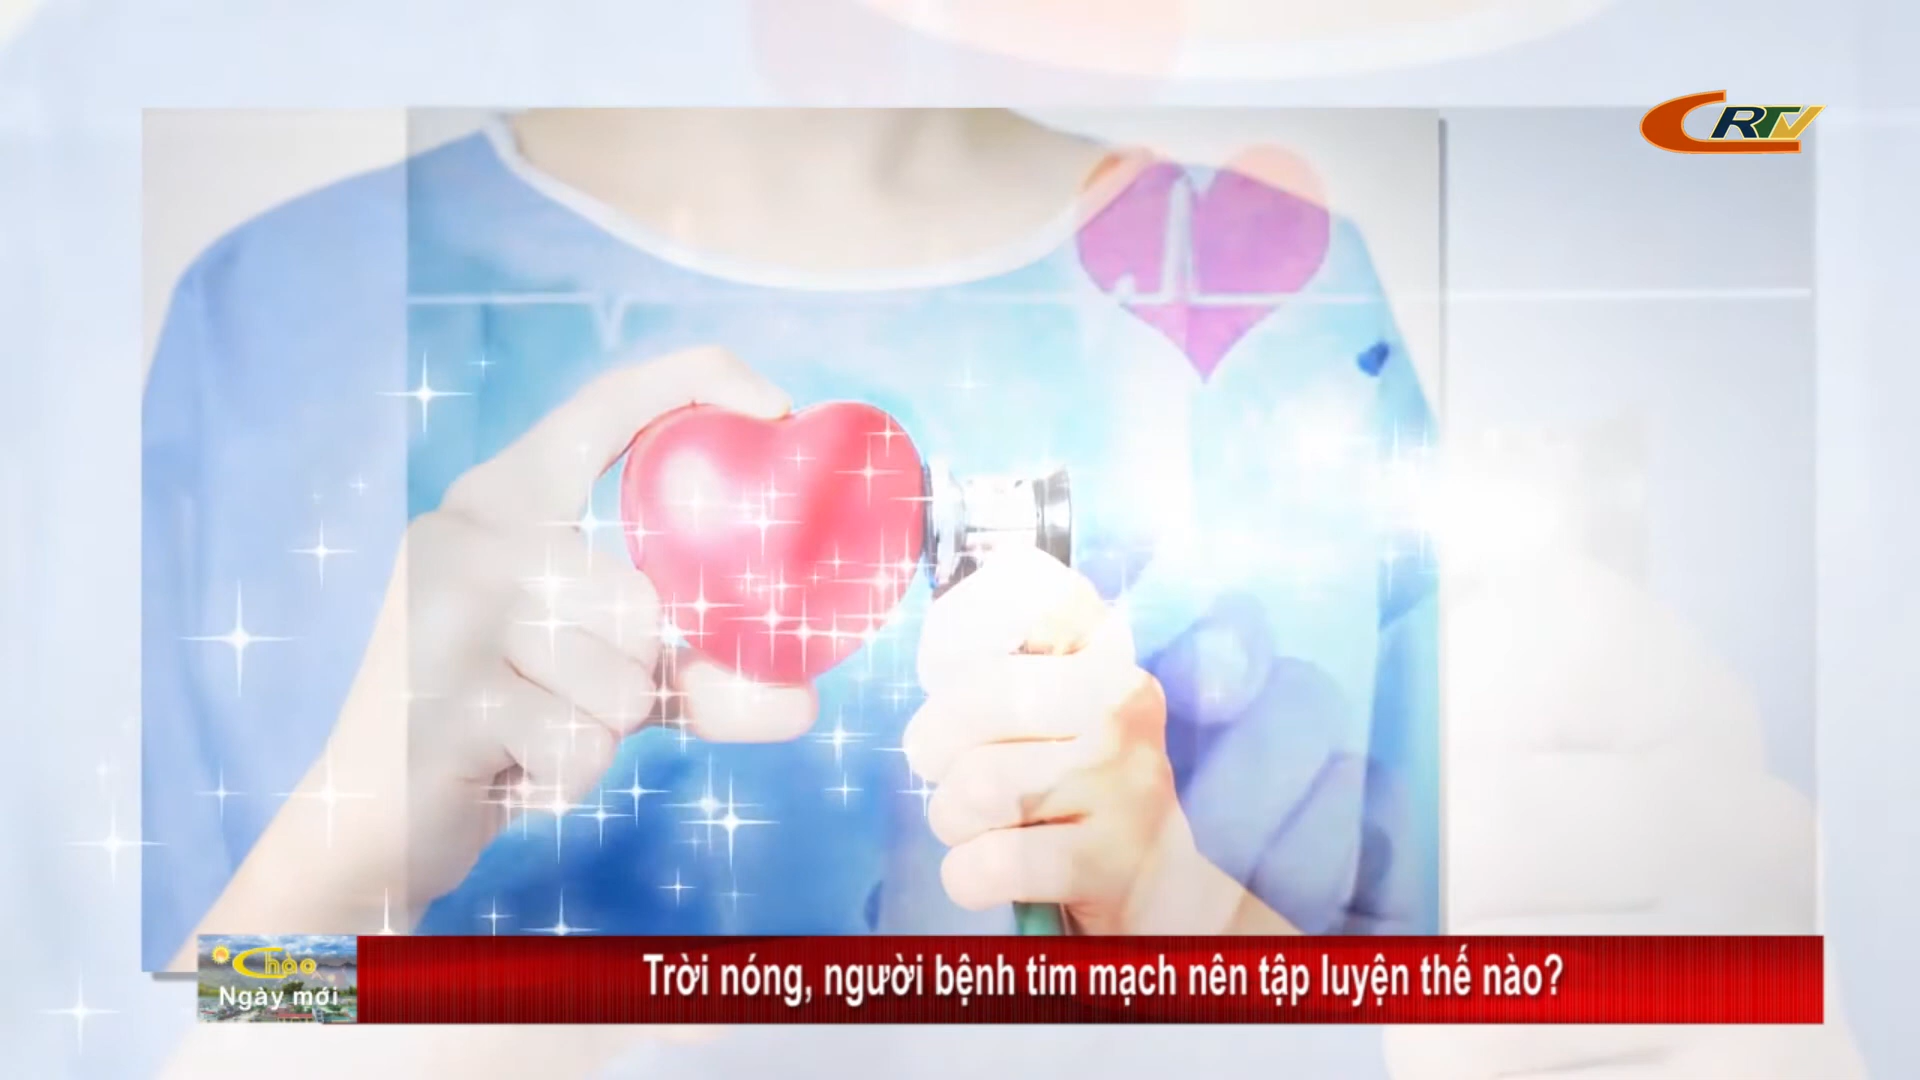 CRTV
Trời nóng, người bệnh tim mạch nên tập luyện thế nào?
Chào
Ngày mới